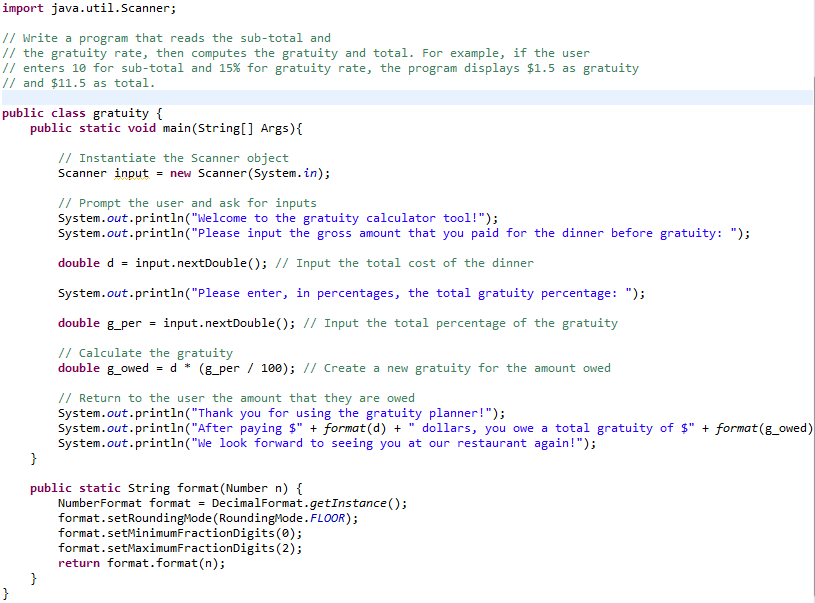 import java.util.Scanner;
// Write a program that reads the sub-total and
// the gratuity rate, then computes the gratuity and total. For example, if the user
// enters 10 for sub-total and 15% for gratuity rate, the program displays $1.5 as gratuity
// and $11.5 as total.
public class gratuity {
public static void main(String[] Args){
// Instantiate the Scanner object
Scanner input = new Scanner(System.in);
// Prompt the user and ask for inputs
System.out.println("Welcome to the gratuity calculator tool!");
System.out.println("Please input the gross amount that you paid for the dinner before gratuity: ");
double d = input.nextDouble(); // Input the total cost of the dinner
System.out.println("Please enter, in percentages, the total gratuity percentage: ");
double g_per = input.nextDouble(); // Input the total percentage of the gratuity
// Calculate the gratuity
double g_owed = d * (g_per / 100); // Create a new gratuity for the amount owed
// Return to the user the amount that they are owed
System.out.println("Thank you for using the gratuity planner!");
System.out.println("After paying $" + format(d) + " dollars, you owe a total gratuity of $" + format(g_owed)
System.out.println("We look forward to seeing you at our restaurant again!");
}
public static String format(Number n) {
NumberFormat format = DecimalFormat.getInstance();
format.setRoundingMode(RoundingMode.FLOOR);
format.setMinimumFractionDigits(0);
format.setMaximumFractionDigits(2);
return format.format(n);
}
}